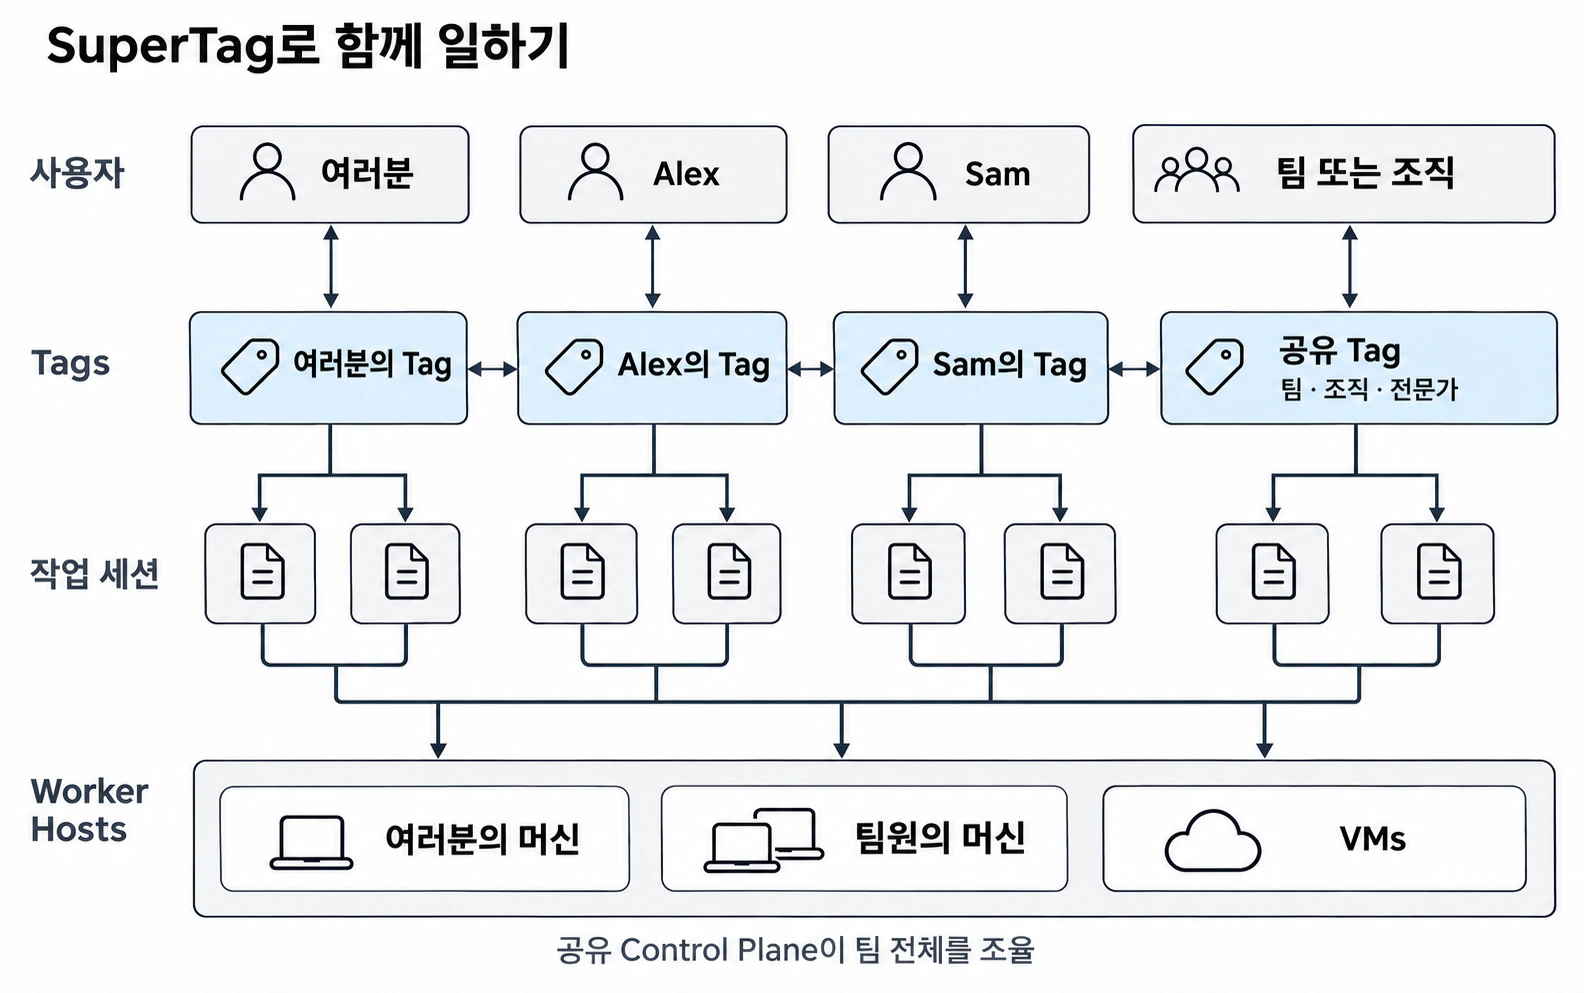 SuperTag로 함께 일하기
사용자
여러분
Alex
Sam
팀 또는 조직
Tags
여러분의 Tag
Alex의 Tag
Sam의 Tag
공유 Tag
팀 · 조직 · 전문가
작업 세션
Worker
Hosts
여러분의 머신
팀원의 머신
VMs
공유 Control Plane이 팀 전체를 조율